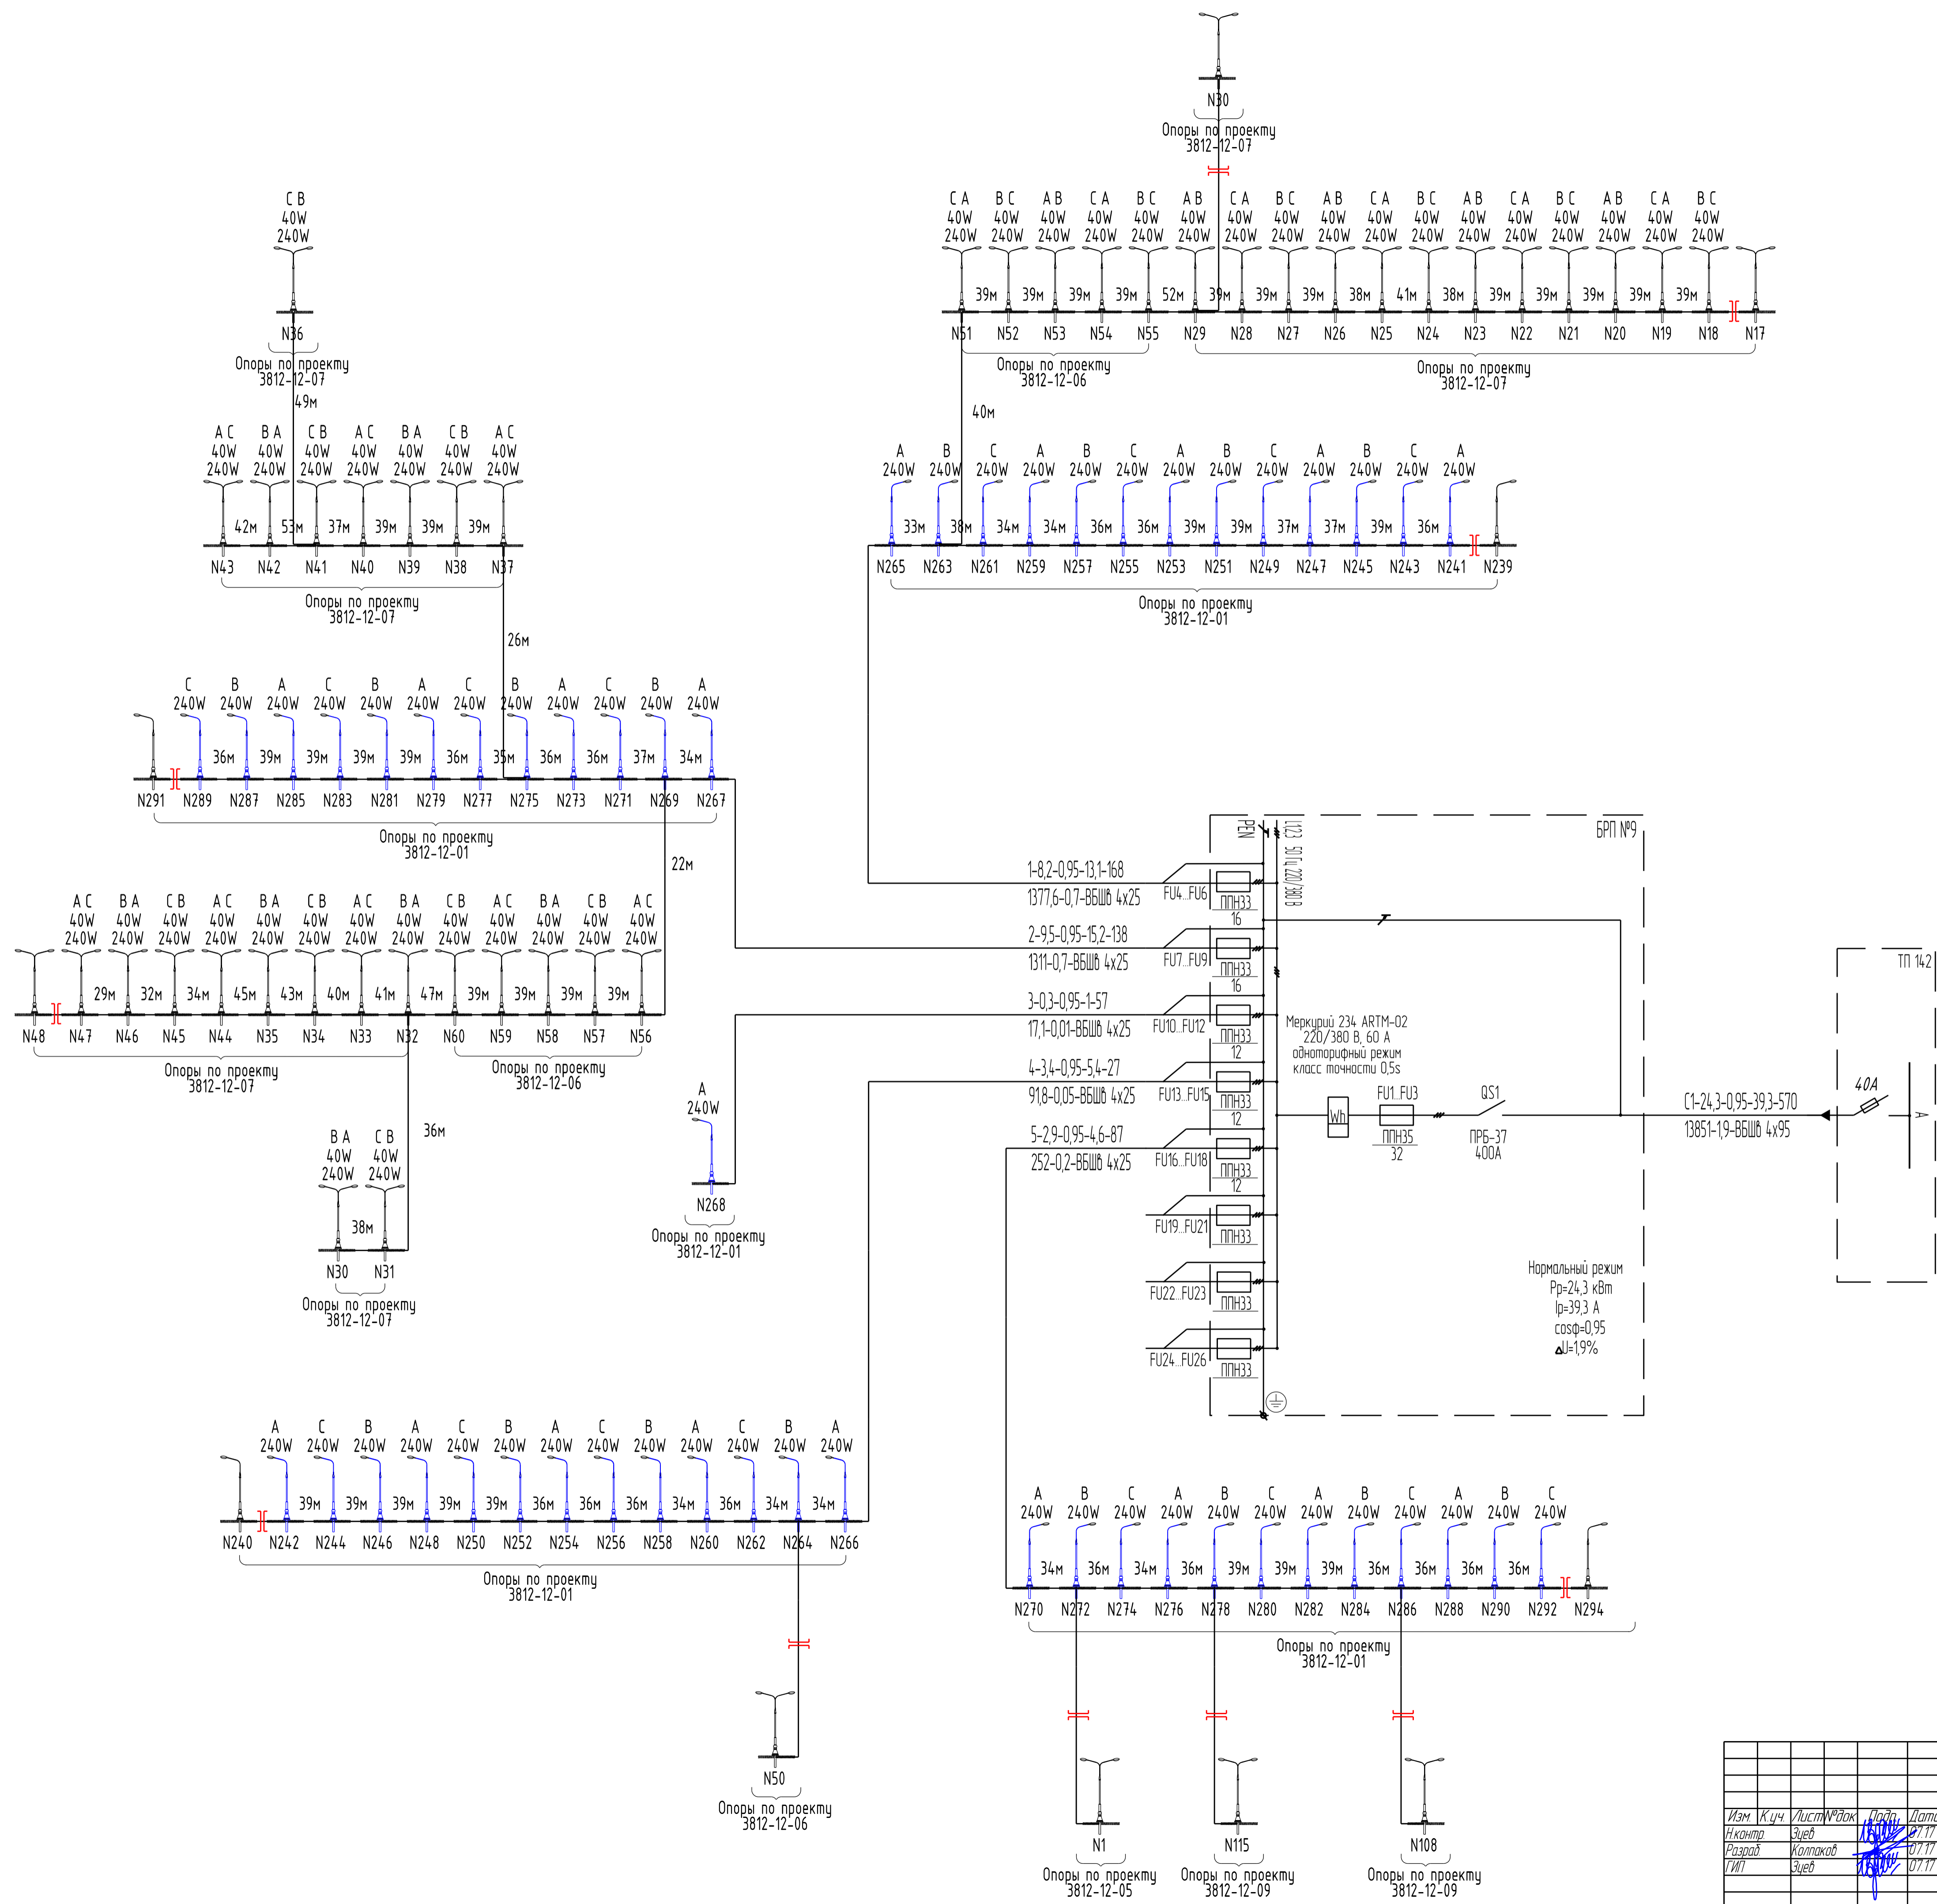 N30
Опоры по проекту
3812-12-07
C B
40W
240W
N36
Опоры по проекту
3812-12-07
49м
C A B C A B C A B C A B C A B C A B C A B C A B C A B C A B C A B C
40W 40W 40W 40W 40W 40W 40W 40W 40W 40W 40W 40W 40W 40W 40W 40W 40W
240W 240W 240W 240W 240W 240W 240W 240W 240W 240W 240W 240W 240W 240W 240W 240W 240W
39м 39м 39м 39м 52м 39м 39м 39м 38м 41м 38м 39м 39м 39м 39м 39м
N51 N52 N53 N54 N55 N29 N28 N27 N26 N25 N24 N23 N22 N21 N20 N19 N18 N17
Опоры по проекту
3812-12-06
Опоры по проекту
3812-12-07
40м
A C B A C B A C B A C B A C
40W 40W 40W 40W 40W 40W 40W
240W 240W 240W 240W 240W 240W 240W
42м 53м 37м 39м 39м 39м
N43 N42 N41 N40 N39 N38 N37
Опоры по проекту
3812-12-07
26м
A B C A B C A B C A B C A
240W 240W 240W 240W 240W 240W 240W 240W 240W 240W 240W 240W 240W
33м 38м 34м 34м 36м 36м 39м 39м 37м 37м 39м 36м
N265 N263 N261 N259 N257 N255 N253 N251 N249 N247 N245 N243 N241 N239
Опоры по проекту
3812-12-01
C B A C B A C B A C B A
240W 240W 240W 240W 240W 240W 240W 240W 240W 240W 240W 240W
36м 39м 39м 39м 39м 36м 35м 36м 36м 37м 34м
N291 N289 N287 N285 N283 N281 N279 N277 N275 N273 N271 N269 N267
Опоры по проекту
3812-12-01
22м
A C B A C B A C B A C B A C B A C B A C B A C B A C
40W 40W 40W 40W 40W 40W 40W 40W 40W 40W 40W 40W 40W
240W 240W 240W 240W 240W 240W 240W 240W 240W 240W 240W 240W 240W
29м 32м 34м 45м 43м 40м 41м 47м 39м 39м 39м 39м
N48 N47 N46 N45 N44 N35 N34 N33 N32 N60 N59 N58 N57 N56
Опоры по проекту
3812-12-07
Опоры по проекту
3812-12-06
36м
B A C B
40W 40W
240W 240W
38м
N30 N31
Опоры по проекту
3812-12-07
A
240W
N268
Опоры по проекту
3812-12-01
БРП №9
PEN
L1,2,3 50 Гц 220/380 В
1-8,2-0,95-13,1-168
1377,6-0,7-ВБШв 4х25
FU4...FU6
ППН33
16
2-9,5-0,95-15,2-138
1311-0,7-ВБШв 4х25
FU7...FU9
ППН33
16
3-0,3-0,95-1-57
17,1-0,01-ВБШв 4х25
FU10...FU12
ППН33
12
4-3,4-0,95-5,4-27
91,8-0,05-ВБШв 4х25
FU13...FU15
ППН33
12
5-2,9-0,95-4,6-87
252-0,2-ВБШв 4х25
FU16...FU18
ППН33
12
FU19...FU21
ППН33
FU22...FU23
ППН33
FU24...FU26
ППН33
Меркурий 234 ARTM-02
220/380 В, 60 А
одноторифный режим
класс точности 0,5s
Wh
FU1...FU3
ППН35
32
QS1
ПРБ-37
400А
Нормальный режим
Рр=24,3 кВт
Iр=39,3 А
cosφ=0,95
ΔU=1,9%
С1-24,3-0,95-39,3-570
13851-1,9-ВБШв 4х95
ТП 142
40А
А
A C B A C B A C B A C B A
240W 240W 240W 240W 240W 240W 240W 240W 240W 240W 240W 240W 240W
39м 39м 39м 39м 39м 36м 36м 36м 34м 36м 34м 34м
N240 N242 N244 N246 N248 N250 N252 N254 N256 N258 N260 N262 N264 N266
Опоры по проекту
3812-12-01
N50
Опоры по проекту
3812-12-06
A B C A B C A B C A B C
240W 240W 240W 240W 240W 240W 240W 240W 240W 240W 240W 240W
34м 36м 34м 36м 39м 39м 39м 36м 36м 36м 36м
N270 N272 N274 N276 N278 N280 N282 N284 N286 N288 N290 N292 N294
Опоры по проекту
3812-12-01
N1
Опоры по проекту
3812-12-05
N115
Опоры по проекту
3812-12-09
N108
Опоры по проекту
3812-12-09
Изм. К.уч. Лист №док Подп. Дата
Н.контр. Зуев 07.17
Разраб. Колпаков 07.17
ГИП Зуев 07.17